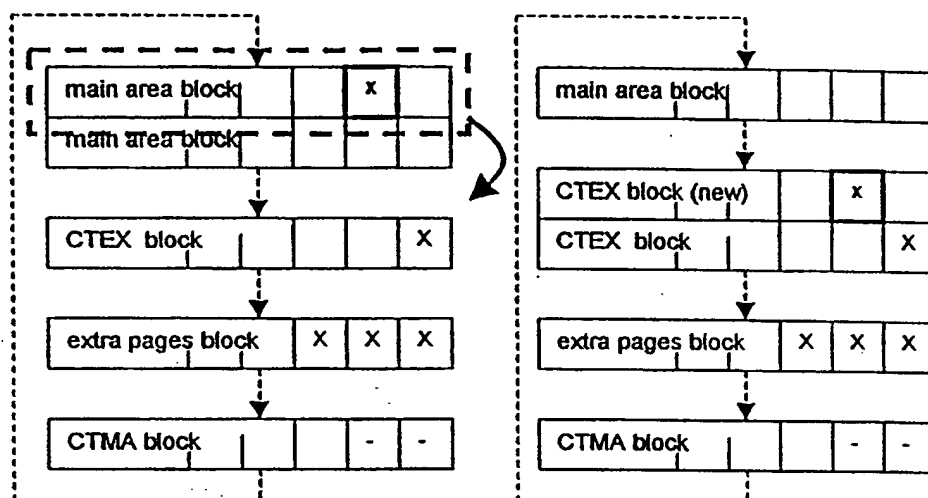 main area block x
main area block
CTEX block X
extra pages block X X X
CTMA block - -
main area block
CTEX block (new) x
CTEX block X
extra pages block X X X
CTMA block - -